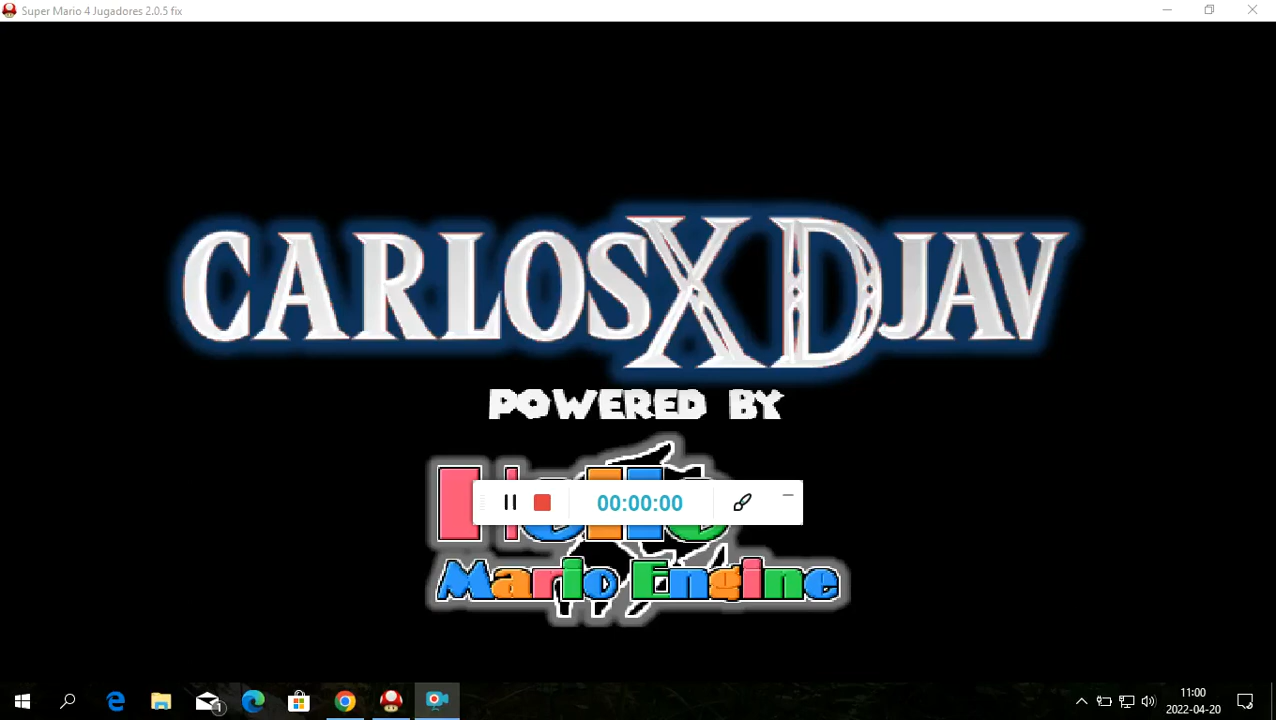 Super Mario 4 Jugadores 2.0.5 fix
CARLOSXDJAV
POWERED BY
00:00:00
Mario Engine
1
11:00
2022-04-20